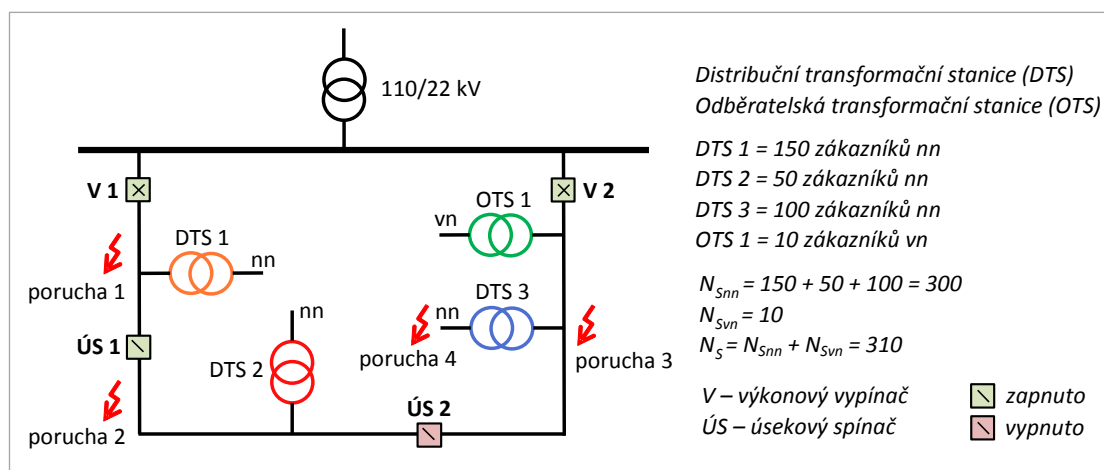 110/22 kV
V 1
V 2
OTS 1
vn
DTS 1
nn
porucha 1
DTS 3
nn
porucha 4
porucha 3
nn
ÚS 1
DTS 2
ÚS 2
porucha 2
Distribuční transformační stanice (DTS)
Odběratelská transformační stanice (OTS)
DTS 1 = 150 zákazníků nn
DTS 2 = 50 zákazníků nn
DTS 3 = 100 zákazníků nn
OTS 1 = 10 zákazníků vn
N_Snn = 150 + 50 + 100 = 300
N_Svn = 10
N_S = N_Snn + N_Svn = 310
V – výkonový vypínač
zapnuto
ÚS – úsekový spínač
vypnuto